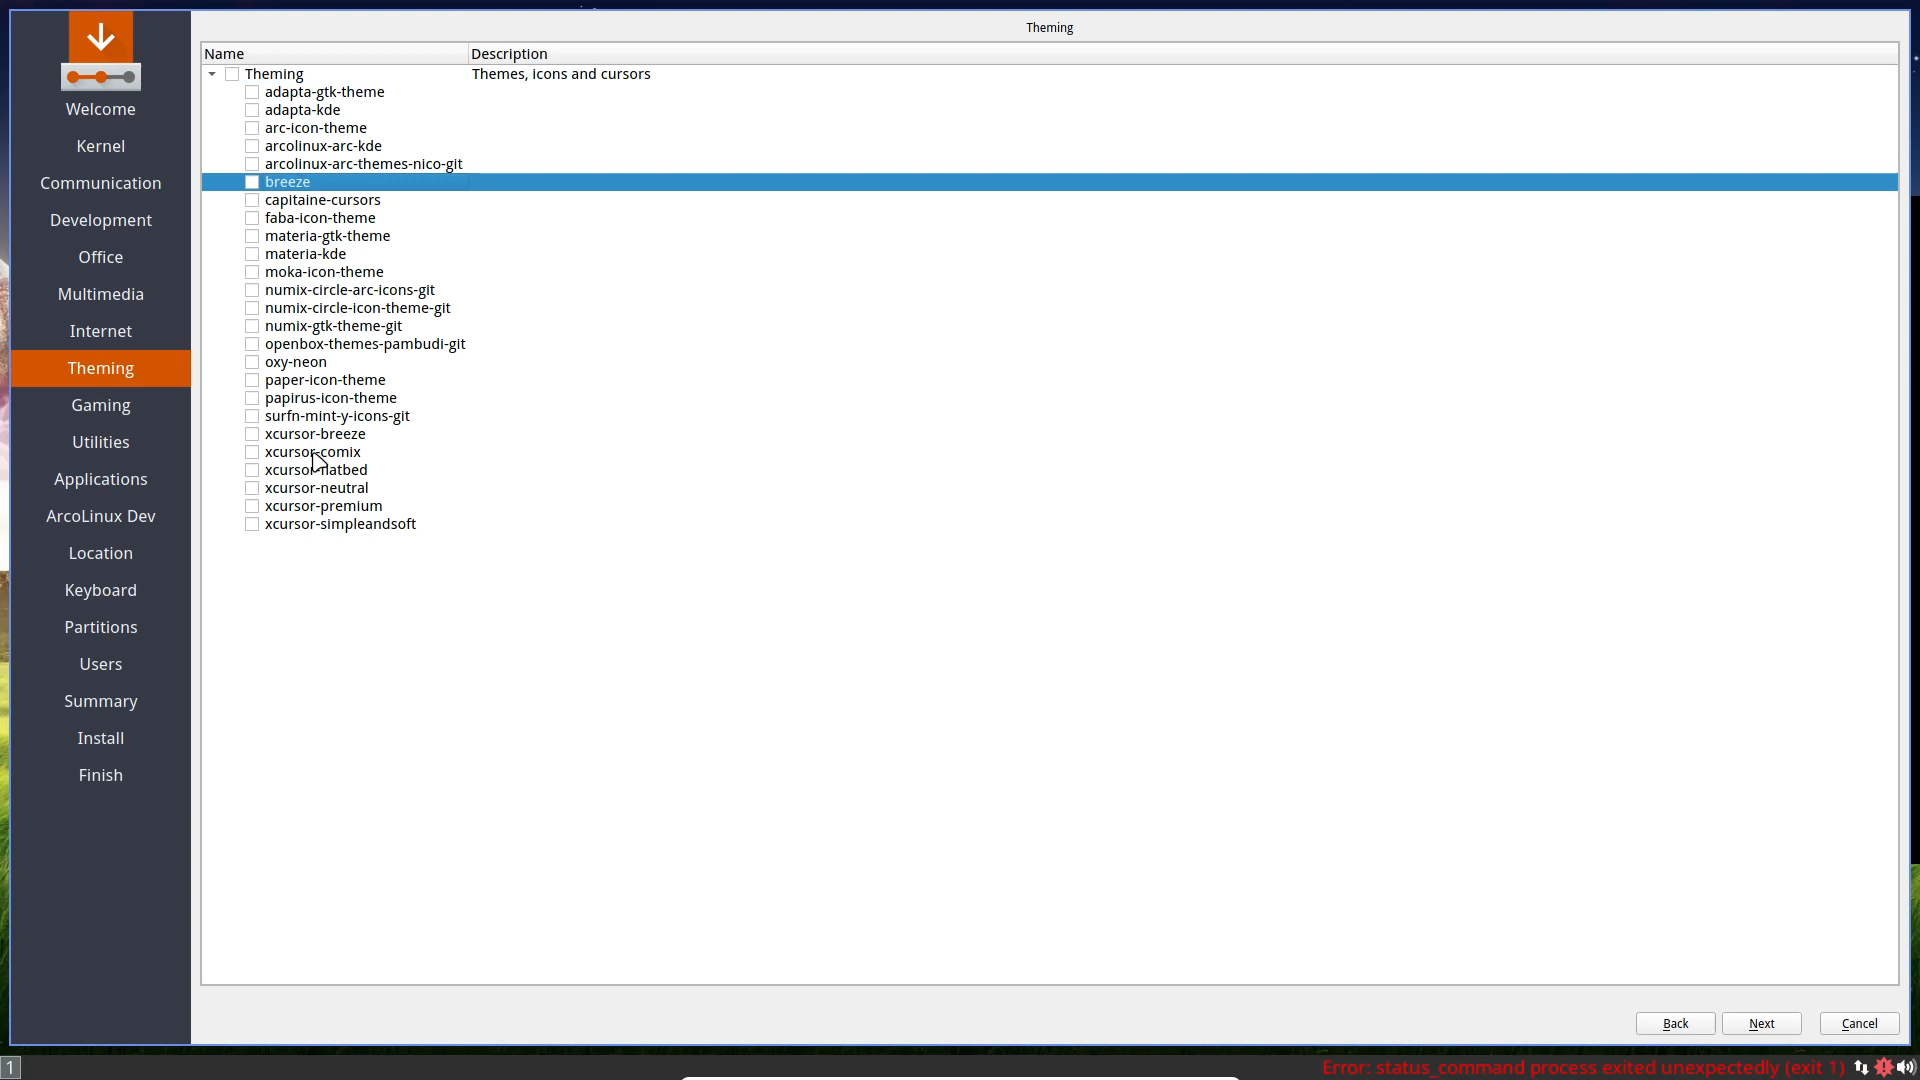 Theming
Name
Description
Theming
Themes, icons and cursors
adapta-gtk-theme
adapta-kde
arc-icon-theme
arcolinux-arc-kde
arcolinux-arc-themes-nico-git
breeze
capitaine-cursors
faba-icon-theme
materia-gtk-theme
materia-kde
moka-icon-theme
numix-circle-arc-icons-git
numix-circle-icon-theme-git
numix-gtk-theme-git
openbox-themes-pambudi-git
oxy-neon
paper-icon-theme
papirus-icon-theme
surfn-mint-y-icons-git
xcursor-breeze
xcursor-comix
xcursor-flatbed
xcursor-neutral
xcursor-premium
xcursor-simpleandsoft
Welcome
Kernel
Communication
Development
Office
Multimedia
Internet
Theming
Gaming
Utilities
Applications
ArcoLinux Dev
Location
Keyboard
Partitions
Users
Summary
Install
Finish
Back
Next
Cancel
1
Error: status_command process exited unexpectedly (exit 1)